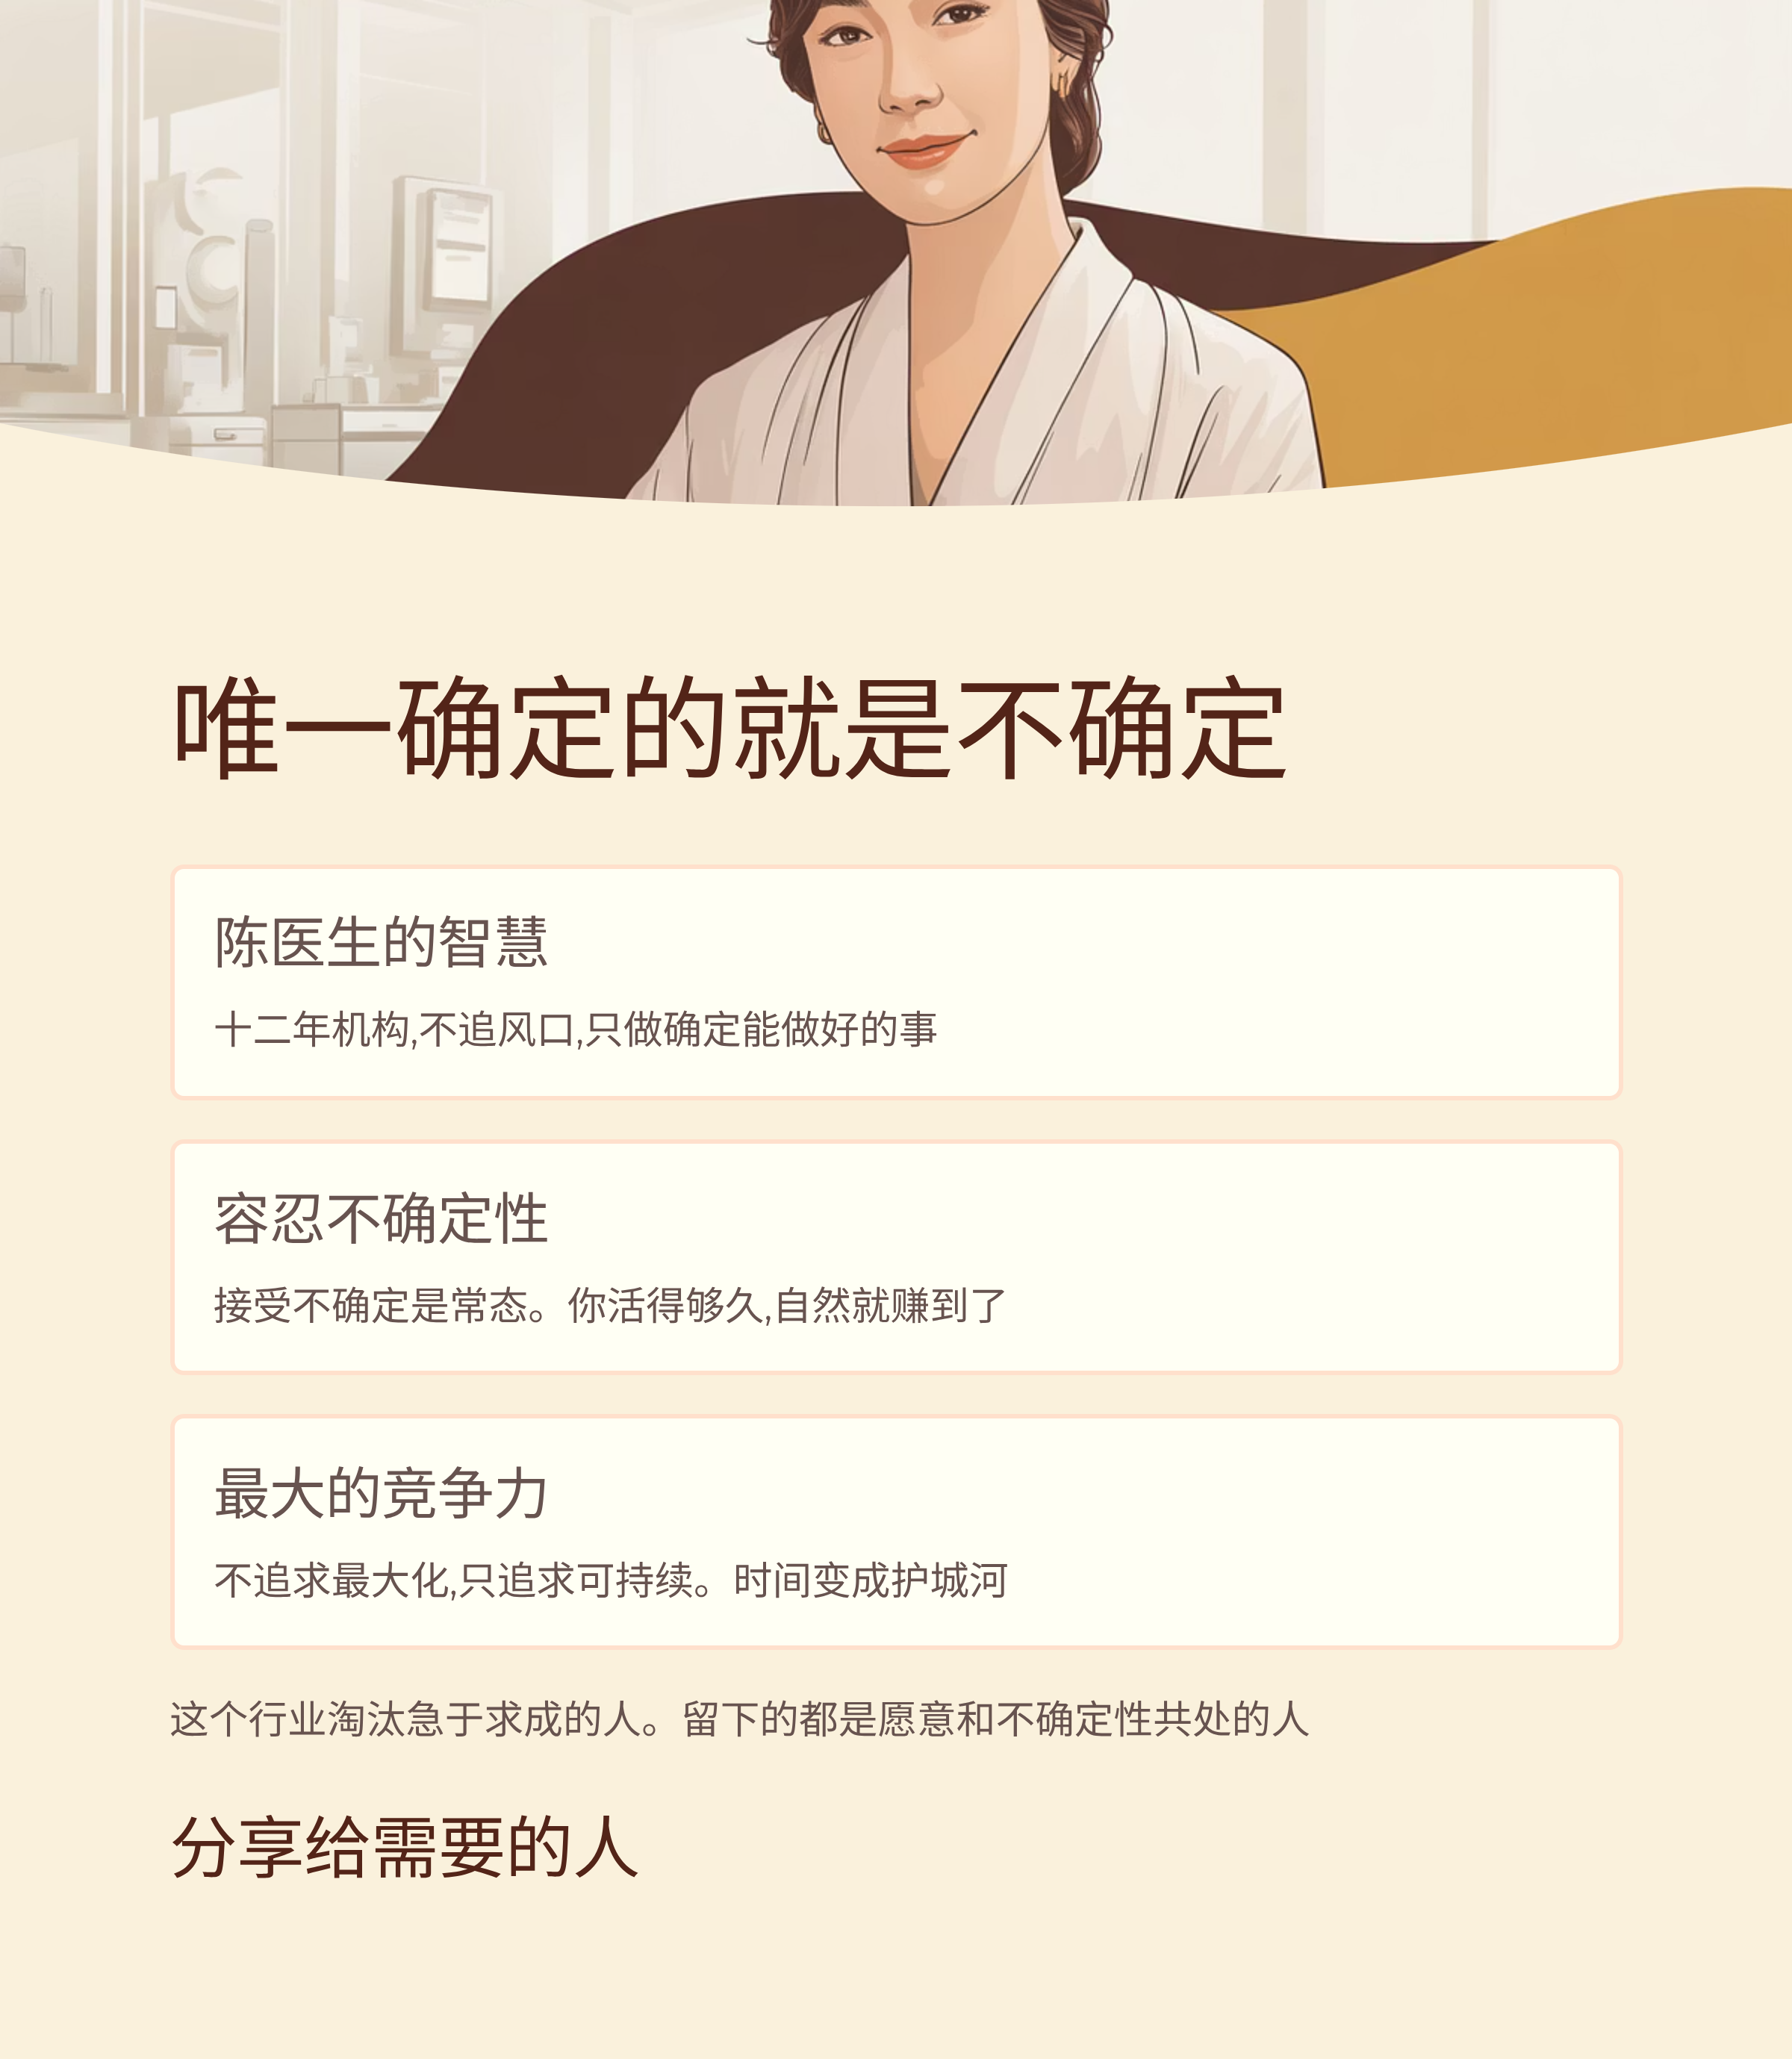 唯一确定的就是不确定
陈医生的智慧
十二年机构,不追风口,只做确定能做好的事
容忍不确定性
接受不确定是常态。你活得够久,自然就赚到了
最大的竞争力
不追求最大化,只追求可持续。时间变成护城河
这个行业淘汰急于求成的人。留下的都是愿意和不确定性共处的人
分享给需要的人